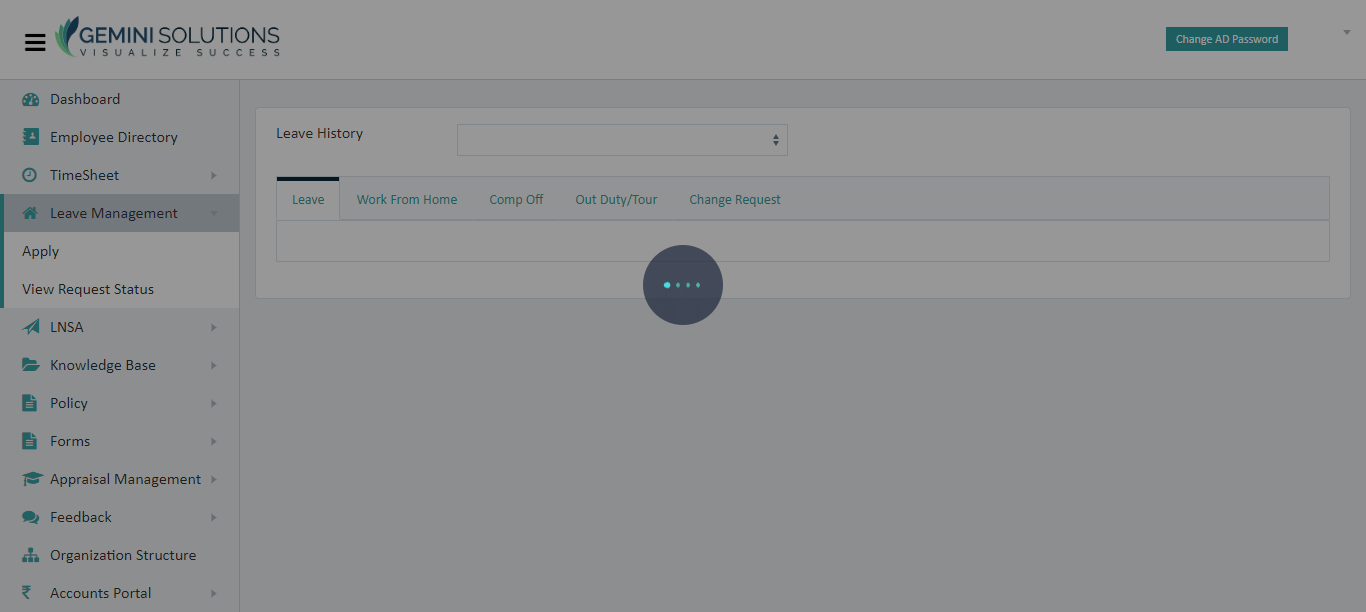 GEMINI SOLUTIONS
VISUALIZE SUCCESS
Change AD Password
Dashboard
Employee Directory
TimeSheet
Leave Management
Apply
View Request Status
LNSA
Knowledge Base
Policy
Forms
Appraisal Management
Feedback
Organization Structure
₹ Accounts Portal
Leave History
Leave Work From Home Comp Off Out Duty/Tour Change Request